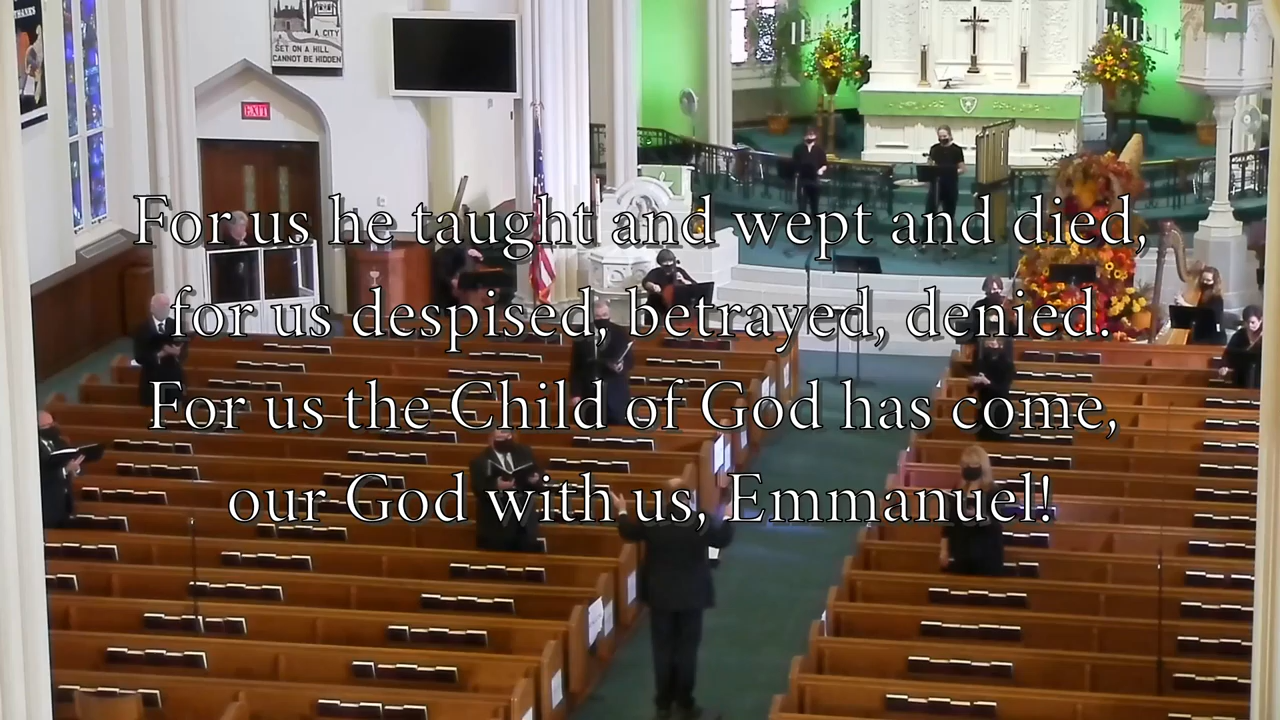 A CITY
SET ON A HILL
CANNOT BE HIDDEN
EXIT
For us he taught and wept and died,
for us despised, betrayed, denied.
For us the Child of God has come,
our God with us, Emmanuel!